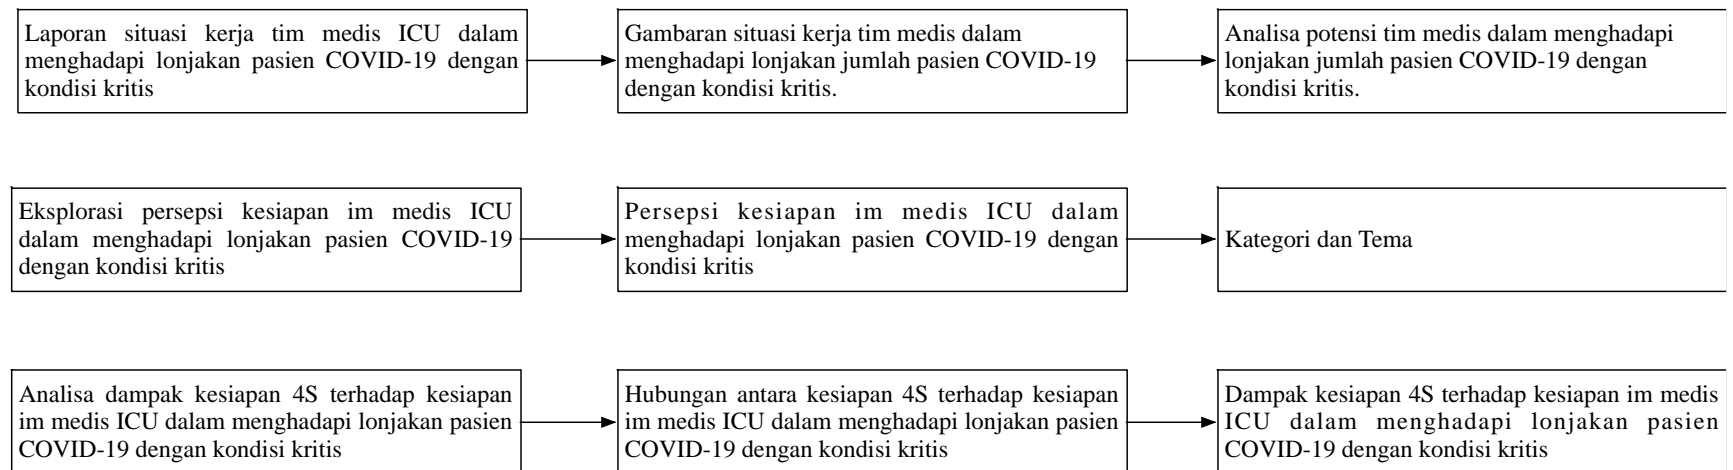 Laporan situasi kerja tim medis ICU dalam
menghadapi lonjakan pasien COVID-19 dengan
kondisi kritis
Gambaran situasi kerja tim medis dalam
menghadapi lonjakan jumlah pasien COVID-19
dengan kondisi kritis.
Analisa potensi tim medis dalam menghadapi
lonjakan jumlah pasien COVID-19 dengan
kondisi kritis.
Eksplorasi persepsi kesiapan im medis ICU
dalam menghadapi lonjakan pasien COVID-19
dengan kondisi kritis
Persepsi kesiapan im medis ICU dalam
menghadapi lonjakan pasien COVID-19 dengan
kondisi kritis
Kategori dan Tema
Analisa dampak kesiapan 4S terhadap kesiapan
im medis ICU dalam menghadapi lonjakan pasien
COVID-19 dengan kondisi kritis
Hubungan antara kesiapan 4S terhadap kesiapan
im medis ICU dalam menghadapi lonjakan pasien
COVID-19 dengan kondisi kritis
Dampak kesiapan 4S terhadap kesiapan im medis
ICU dalam menghadapi lonjakan pasien
COVID-19 dengan kondisi kritis